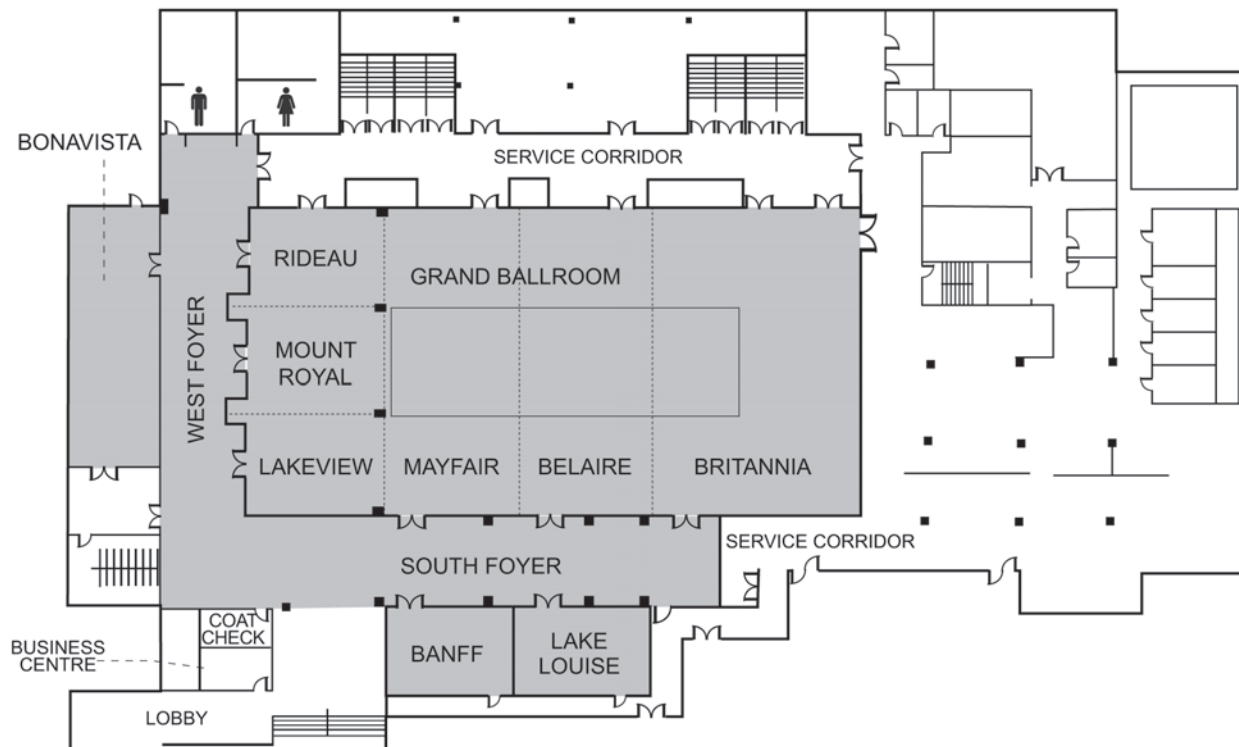 BONAVISTA
SERVICE CORRIDOR
RIDEAU
GRAND BALLROOM
WEST FOYER
MOUNT
ROYAL
LAKEVIEW
MAYFAIR
BELAIRE
BRITANNIA
SERVICE CORRIDOR
SOUTH FOYER
COAT
CHECK
BUSINESS
CENTRE
BANFF
LAKE
LOUISE
LOBBY